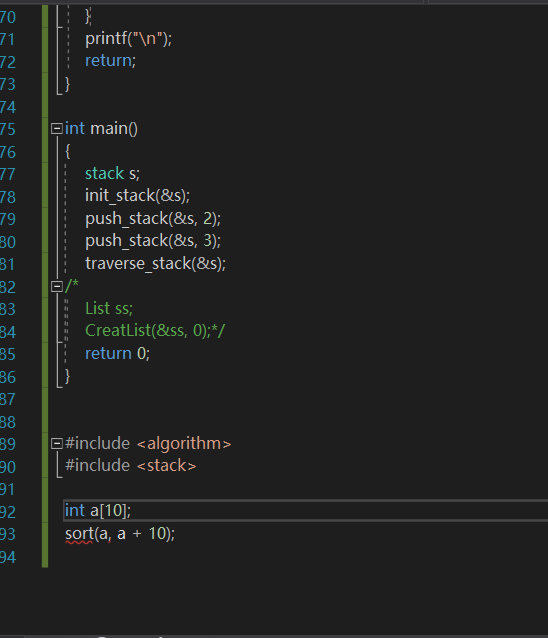 70 }
71 printf("\n");
72 return;
73 }
74
75 int main()
76 {
77 stack s;
78 init_stack(&s);
79 push_stack(&s, 2);
80 push_stack(&s, 3);
81 traverse_stack(&s);
82 /*
83 List ss;
84 CreatList(&ss, 0);*/
85 return 0;
86 }
87
88
89 #include <algorithm>
90 #include <stack>
91
92 int a[10];
93 sort(a, a + 10);
94